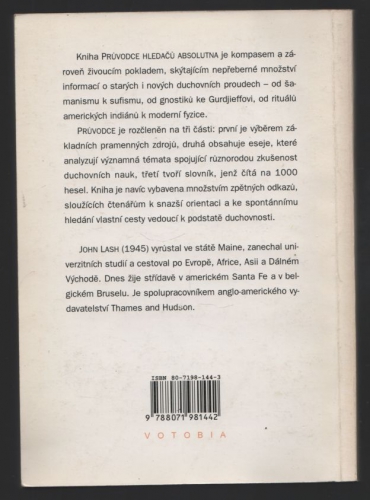 Kniha PRŮVODCE HLEDAČŮ ABSOLUTNA je kompasem a zá-
roveň živoucím pokladem, skýtajícím nepřeberné množství
informací o starých i nových duchovních proudech – od ša-
manismu k sufismu, od gnostiků ke Gurdjieffovi, od rituálů
amerických indiánů k moderní fyzice.
PRŮVODCE je rozčleněn na tři části: první je výběrem zá-
kladních pramenných zdrojů, druhá obsahuje eseje, které
analyzují významná témata spojující různorodou zkušenost
duchovních nauk, třetí tvoří slovník, jenž čítá na 1000
hesel. Kniha je navíc vybavena množstvím zpětných odkazů,
sloužících čtenářům k snazší orientaci a ke spontánnímu
hledání vlastní cesty vedoucí k podstatě duchovnosti.
JOHN LASH (1945) vyrůstal ve státě Maine, zanechal uni-
verzitních studií a cestoval po Evropě, Africe, Asii a Dálném
Východě. Dnes žije střídavě v americkém Santa Fe a v bel-
gickém Bruselu. Je spolupracovníkem anglo-amerického vy-
davatelství Thames and Hudson.
ISBN 80-7198-144-3
9 788071 981442
VOTOBIA